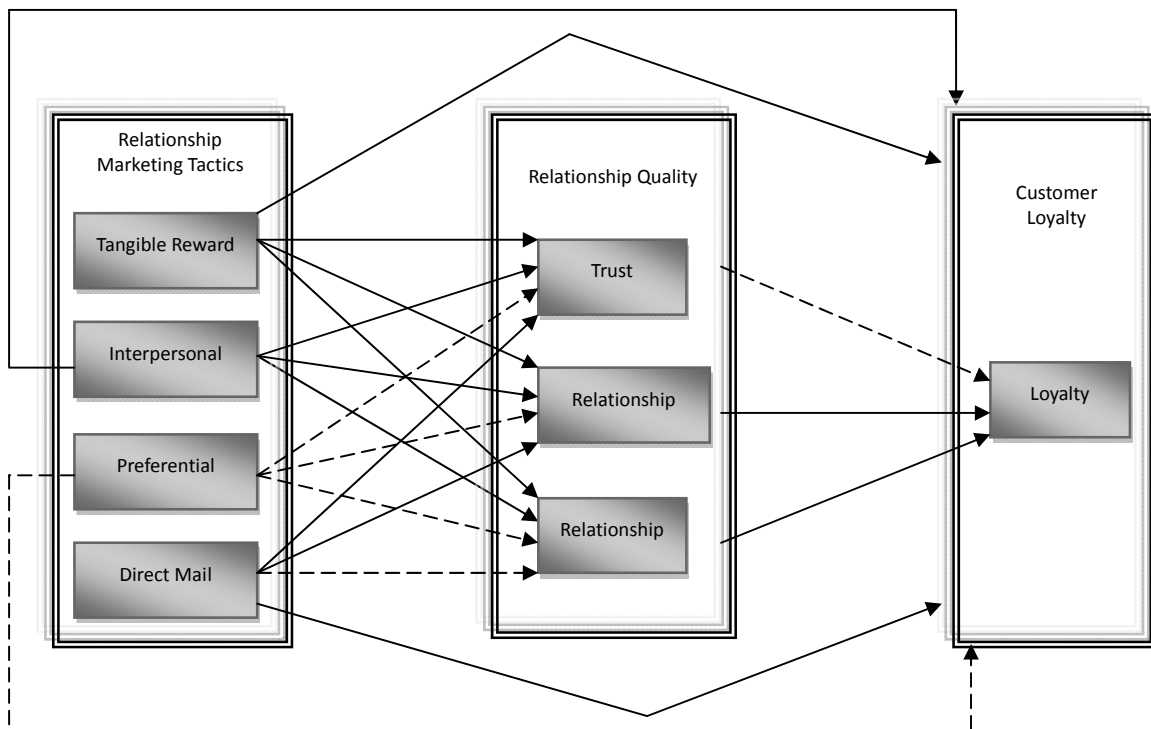 Relationship
Marketing Tactics
Tangible Reward
Interpersonal
Preferential
Direct Mail
Relationship Quality
Trust
Relationship
Relationship
Customer
Loyalty
Loyalty